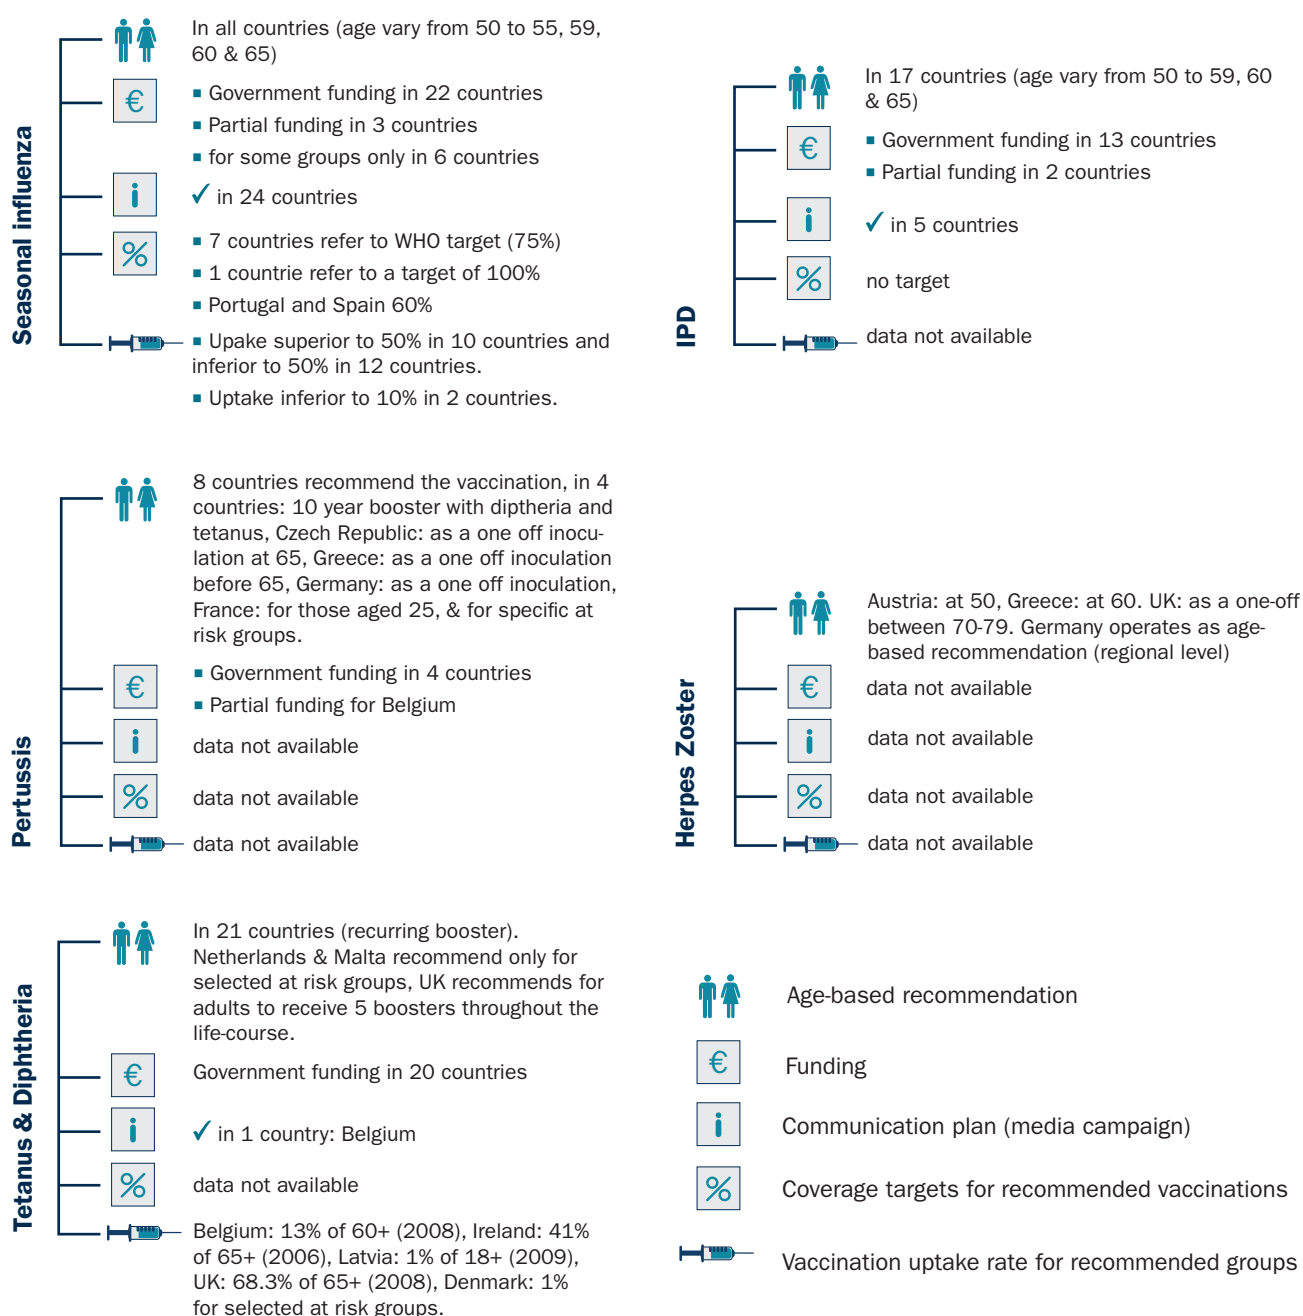 Seasonal influenza
In all countries (age vary from 50 to 55, 59,
60 & 65)
€
▪ Government funding in 22 countries
▪ Partial funding in 3 countries
▪ for some groups only in 6 countries
i
✓ in 24 countries
%
▪ 7 countries refer to WHO target (75%)
▪ 1 countrie refer to a target of 100%
▪ Portugal and Spain 60%
▪ Upake superior to 50% in 10 countries and
inferior to 50% in 12 countries.
▪ Uptake inferior to 10% in 2 countries.
IPD
In 17 countries (age vary from 50 to 59, 60
& 65)
€
▪ Government funding in 13 countries
▪ Partial funding in 2 countries
i
✓ in 5 countries
%
no target
data not available
Pertussis
8 countries recommend the vaccination, in 4
countries: 10 year booster with diptheria and
tetanus, Czech Republic: as a one off inocu-
lation at 65, Greece: as a one off inoculation
before 65, Germany: as a one off inoculation,
France: for those aged 25, & for specific at
risk groups.
€
▪ Government funding in 4 countries
▪ Partial funding for Belgium
i
data not available
%
data not available
data not available
Herpes Zoster
Austria: at 50, Greece: at 60. UK: as a one-off
between 70-79. Germany operates as age-
based recommendation (regional level)
€
data not available
i
data not available
%
data not available
data not available
Tetanus & Diphtheria
In 21 countries (recurring booster).
Netherlands & Malta recommend only for
selected at risk groups, UK recommends for
adults to receive 5 boosters throughout the
life-course.
€
Government funding in 20 countries
i
✓ in 1 country: Belgium
%
data not available
Belgium: 13% of 60+ (2008), Ireland: 41%
of 65+ (2006), Latvia: 1% of 18+ (2009),
UK: 68.3% of 65+ (2008), Denmark: 1%
for selected at risk groups.
Age-based recommendation
€
Funding
i
Communication plan (media campaign)
%
Coverage targets for recommended vaccinations
Vaccination uptake rate for recommended groups